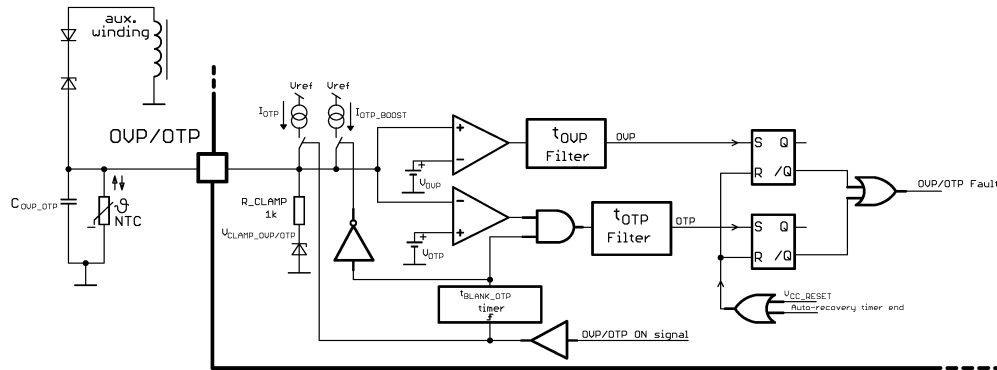 aux.
winding
OVP/OTP
COVP_OTP
ϑ
NTC
Vref
Vref
IOTP
IOTP_BOOST
R_CLAMP
1k
VCLAMP_OVP/OTP
+
−
VOVP
+
−
+
VOTP
+
tOVP
Filter
OVP
tOTP
Filter
OTP
tBLANK_OTP
timer
OVP/OTP ON signal
S Q
R /Q
S Q
R /Q
OVP/OTP Fault
VCC_RESET
Auto-recovery timer end